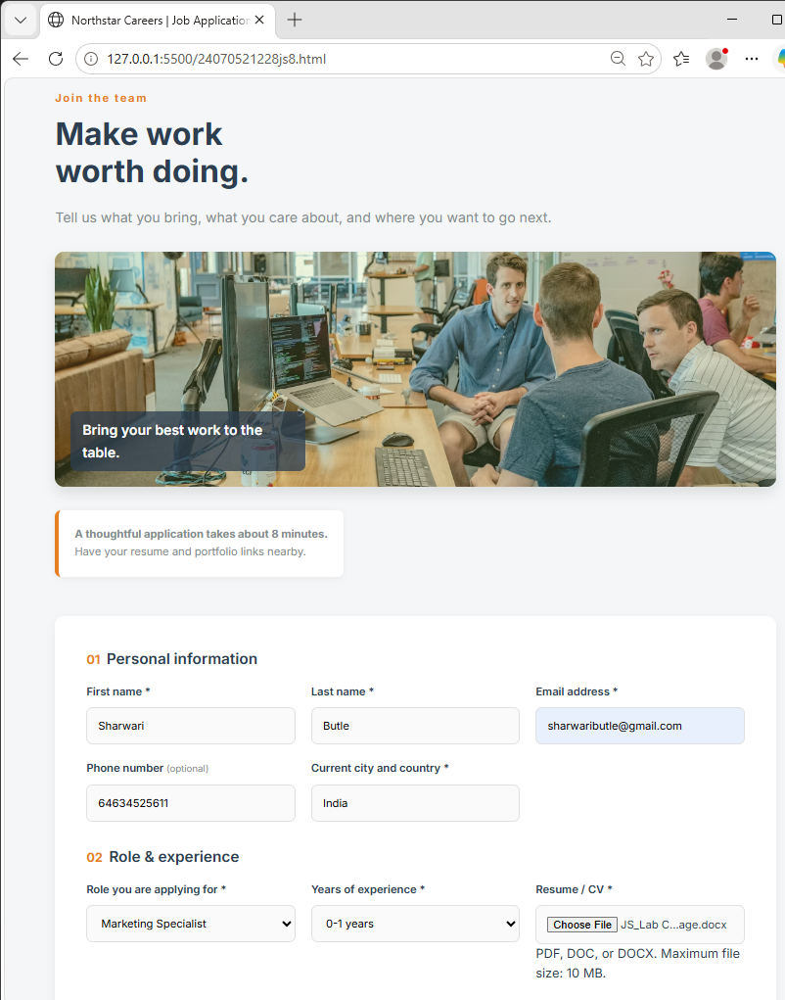 Northstar Careers | Job Application
127.0.0.1:5500/24070521228js8.html
Join the team
Make work
worth doing.
Tell us what you bring, what you care about, and where you want to go next.
Bring your best work to the
table.
A thoughtful application takes about 8 minutes.
Have your resume and portfolio links nearby.
01 Personal information
First name * Last name * Email address *
Sharwari Butle sharwaributle@gmail.com
Phone number (optional) Current city and country *
64634525611 India
02 Role & experience
Role you are applying for * Years of experience * Resume / CV *
Marketing Specialist 0-1 years Choose File JS_Lab C...age.docx
PDF, DOC, or DOCX. Maximum file
size: 10 MB.